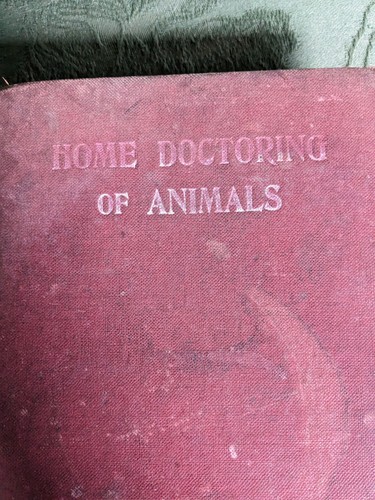 HOME DOCTORING
OF ANIMALS